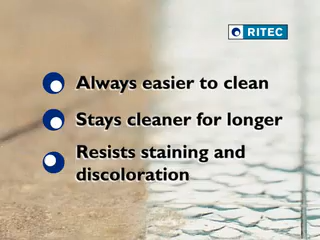 RITEC
Always easier to clean
Stays cleaner for longer
Resists staining and
discoloration